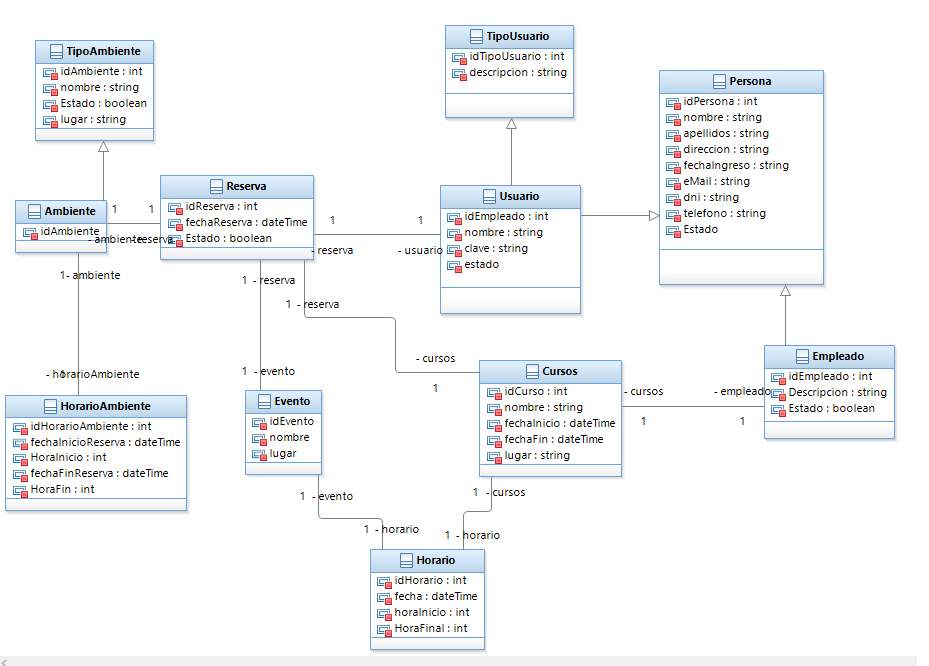 TipoAmbiente
idAmbiente : int
nombre : string
Estado : boolean
lugar : string
TipoUsuario
idTipoUsuario : int
descripcion : string
Persona
idPersona : int
nombre : string
apellidos : string
direccion : string
fechaIngreso : string
eMail : string
dni : string
telefono : string
Estado
Ambiente
idAmbiente
1
1
- ambiente
- reserva
Reserva
idReserva : int
fechaReserva : dateTime
Estado : boolean
1
1
- reserva
- usuario
Usuario
idEmpleado : int
nombre : string
clave : string
estado
1 - ambiente
1 - reserva
1 - reserva
- horarioAmbiente
1
1 - evento
- cursos
1
HorarioAmbiente
idHorarioAmbiente : int
fechaInicioReserva : dateTime
HoraInicio : int
fechaFinReserva : dateTime
HoraFin : int
Evento
idEvento
nombre
lugar
Cursos
idCurso : int
nombre : string
fechaInicio : dateTime
fechaFin : dateTime
lugar : string
- cursos
- empleado
1
1
Empleado
idEmpleado : int
Descripcion : string
Estado : boolean
1 - evento
1 - cursos
1 - horario
1 - horario
Horario
idHorario : int
fecha : dateTime
horaInicio : int
HoraFinal : int